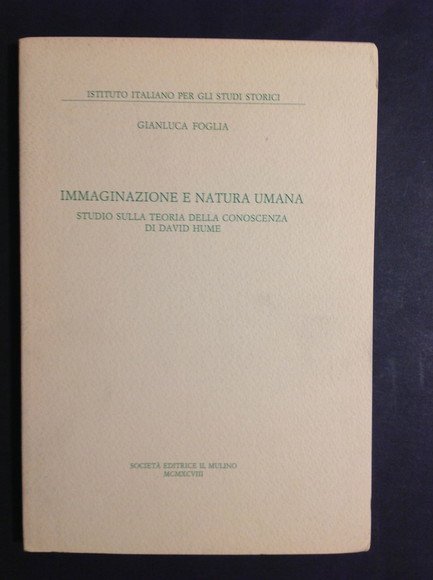 ISTITUTO ITALIANO PER GLI STUDI STORICI
GIANLUCA FOGLIA
IMMAGINAZIONE E NATURA UMANA
STUDIO SULLA TEORIA DELLA CONOSCENZA
DI DAVID HUME
SOCIETÀ EDITRICE IL MULINO
MCMXCVIII